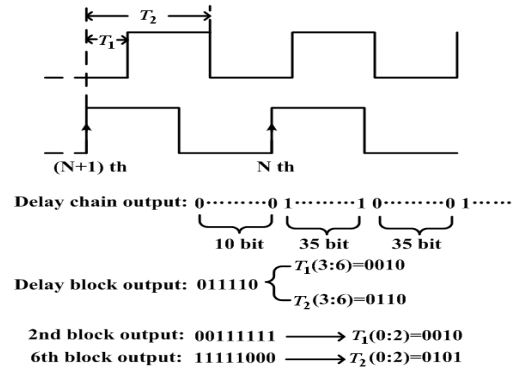 T2
T1
(N+1) th N th
Delay chain output: 0·········0 1·········1 0·········0 1······
10 bit 35 bit 35 bit
T1(3:6)=0010
Delay block output: 011110
T2(3:6)=0110
2nd block output: 00111111 → T1(0:2)=0010
6th block output: 11111000 → T2(0:2)=0101